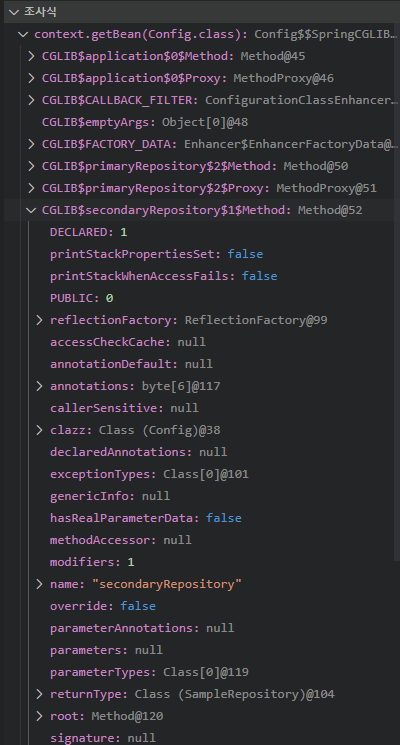 조사식
context.getBean(Config.class): Config$$SpringCGLIB…
CGLIB$application$0$Method: Method@45
CGLIB$application$0$Proxy: MethodProxy@46
CGLIB$CALLBACK_FILTER: ConfigurationClassEnhancer…
CGLIB$emptyArgs: Object[0]@48
CGLIB$FACTORY_DATA: Enhancer$EnhancerFactoryData@…
CGLIB$primaryRepository$2$Method: Method@50
CGLIB$primaryRepository$2$Proxy: MethodProxy@51
CGLIB$secondaryRepository$1$Method: Method@52
DECLARED: 1
printStackPropertiesSet: false
printStackWhenAccessFails: false
PUBLIC: 0
reflectionFactory: ReflectionFactory@99
accessCheckCache: null
annotationDefault: null
annotations: byte[6]@117
callerSensitive: null
clazz: Class (Config)@38
declaredAnnotations: null
exceptionTypes: Class[0]@101
genericInfo: null
hasRealParameterData: false
methodAccessor: null
modifiers: 1
name: "secondaryRepository"
override: false
parameterAnnotations: null
parameters: null
parameterTypes: Class[0]@119
returnType: Class (SampleRepository)@104
root: Method@120
signature: null